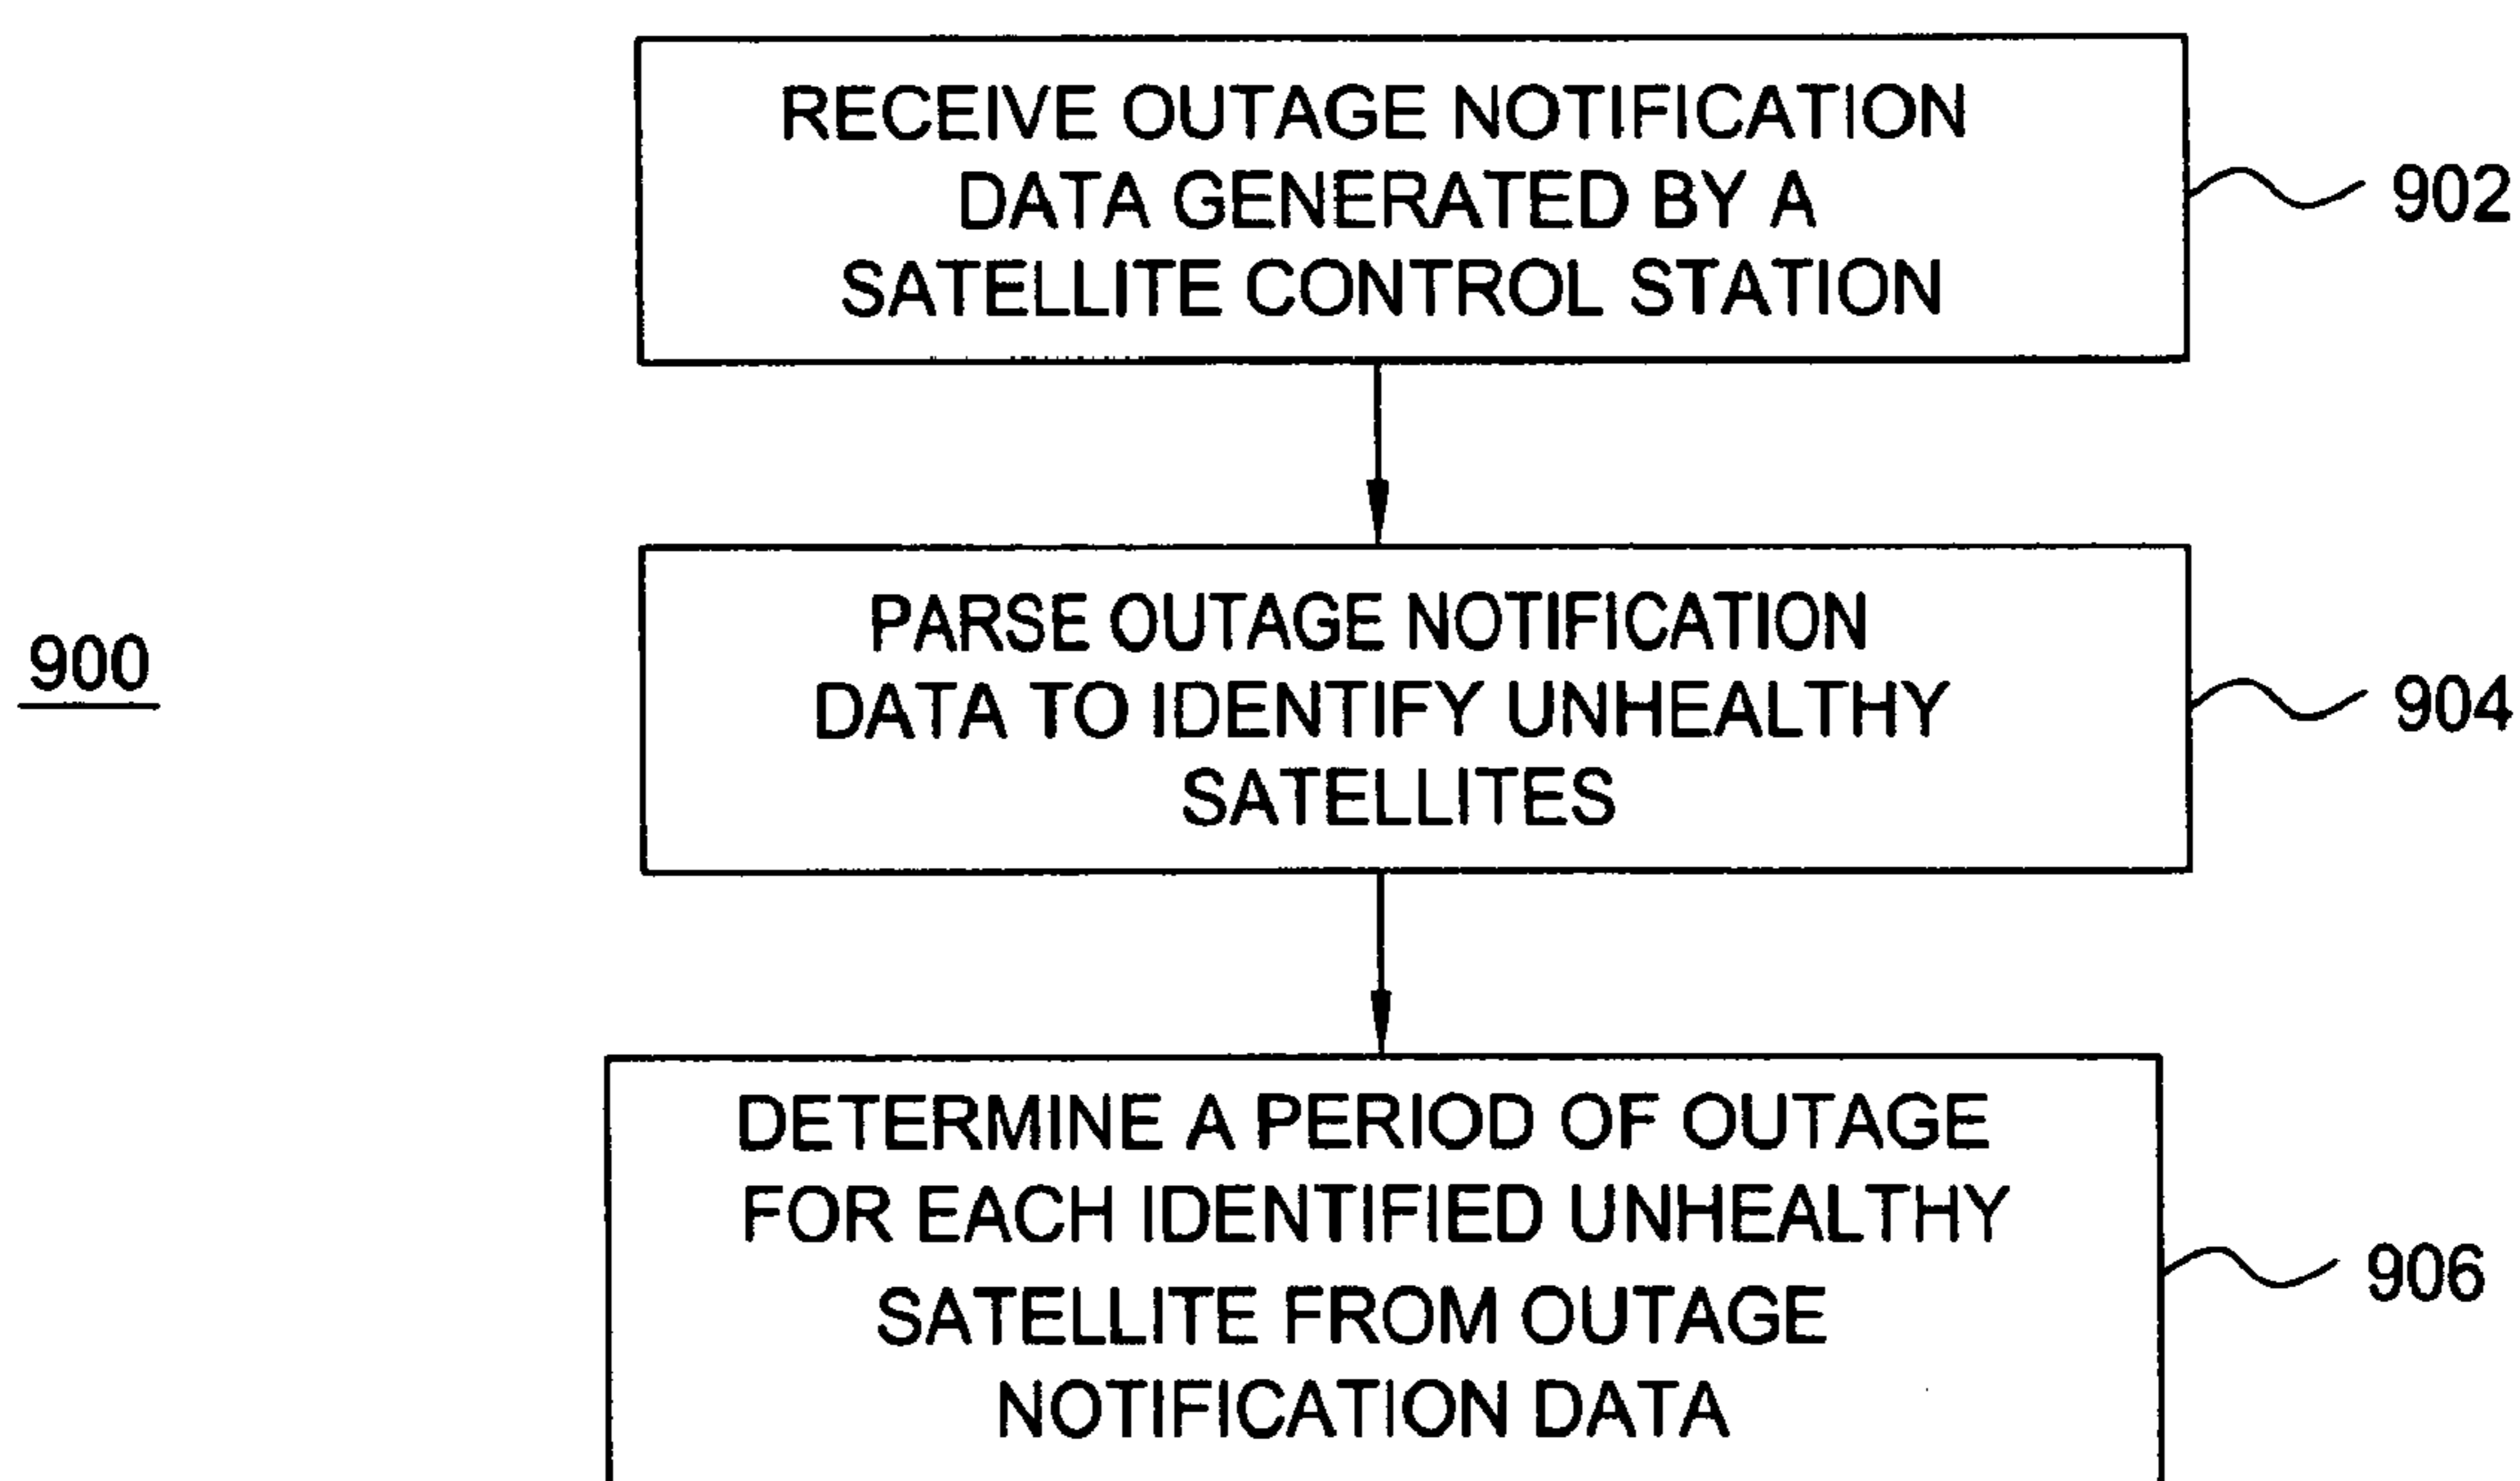 RECEIVE OUTAGE NOTIFICATION
DATA GENERATED BY A
SATELLITE CONTROL STATION
902
PARSE OUTAGE NOTIFICATION
DATA TO IDENTIFY UNHEALTHY
SATELLITES
904
900
DETERMINE A PERIOD OF OUTAGE
FOR EACH IDENTIFIED UNHEALTHY
SATELLITE FROM OUTAGE
NOTIFICATION DATA
906